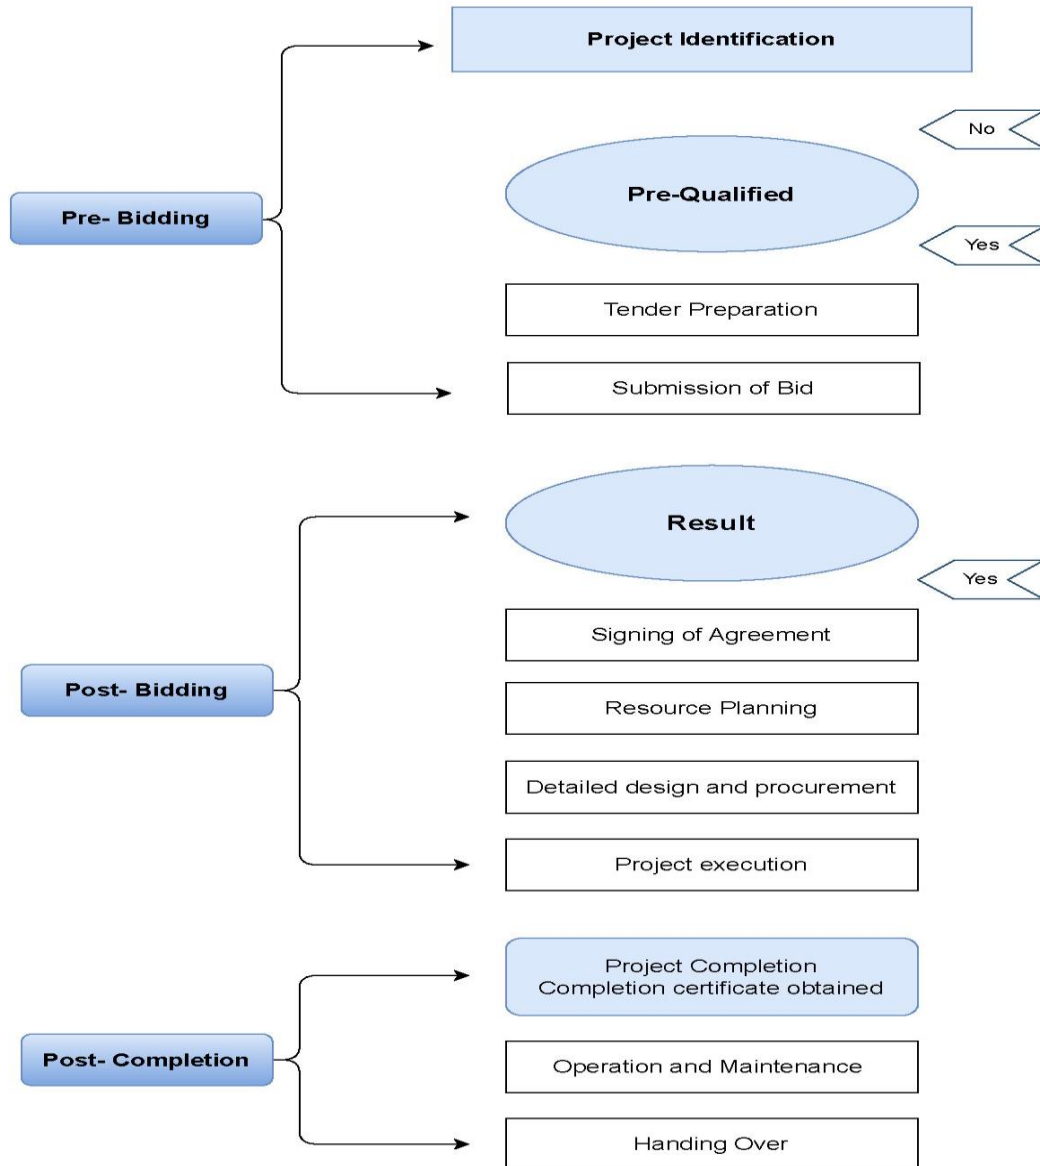 Project Identification
No
Pre-Qualified
Pre- Bidding
Yes
Tender Preparation
Submission of Bid
Result
Yes
Signing of Agreement
Post- Bidding
Resource Planning
Detailed design and procurement
Project execution
Project Completion
Completion certificate obtained
Post- Completion
Operation and Maintenance
Handing Over